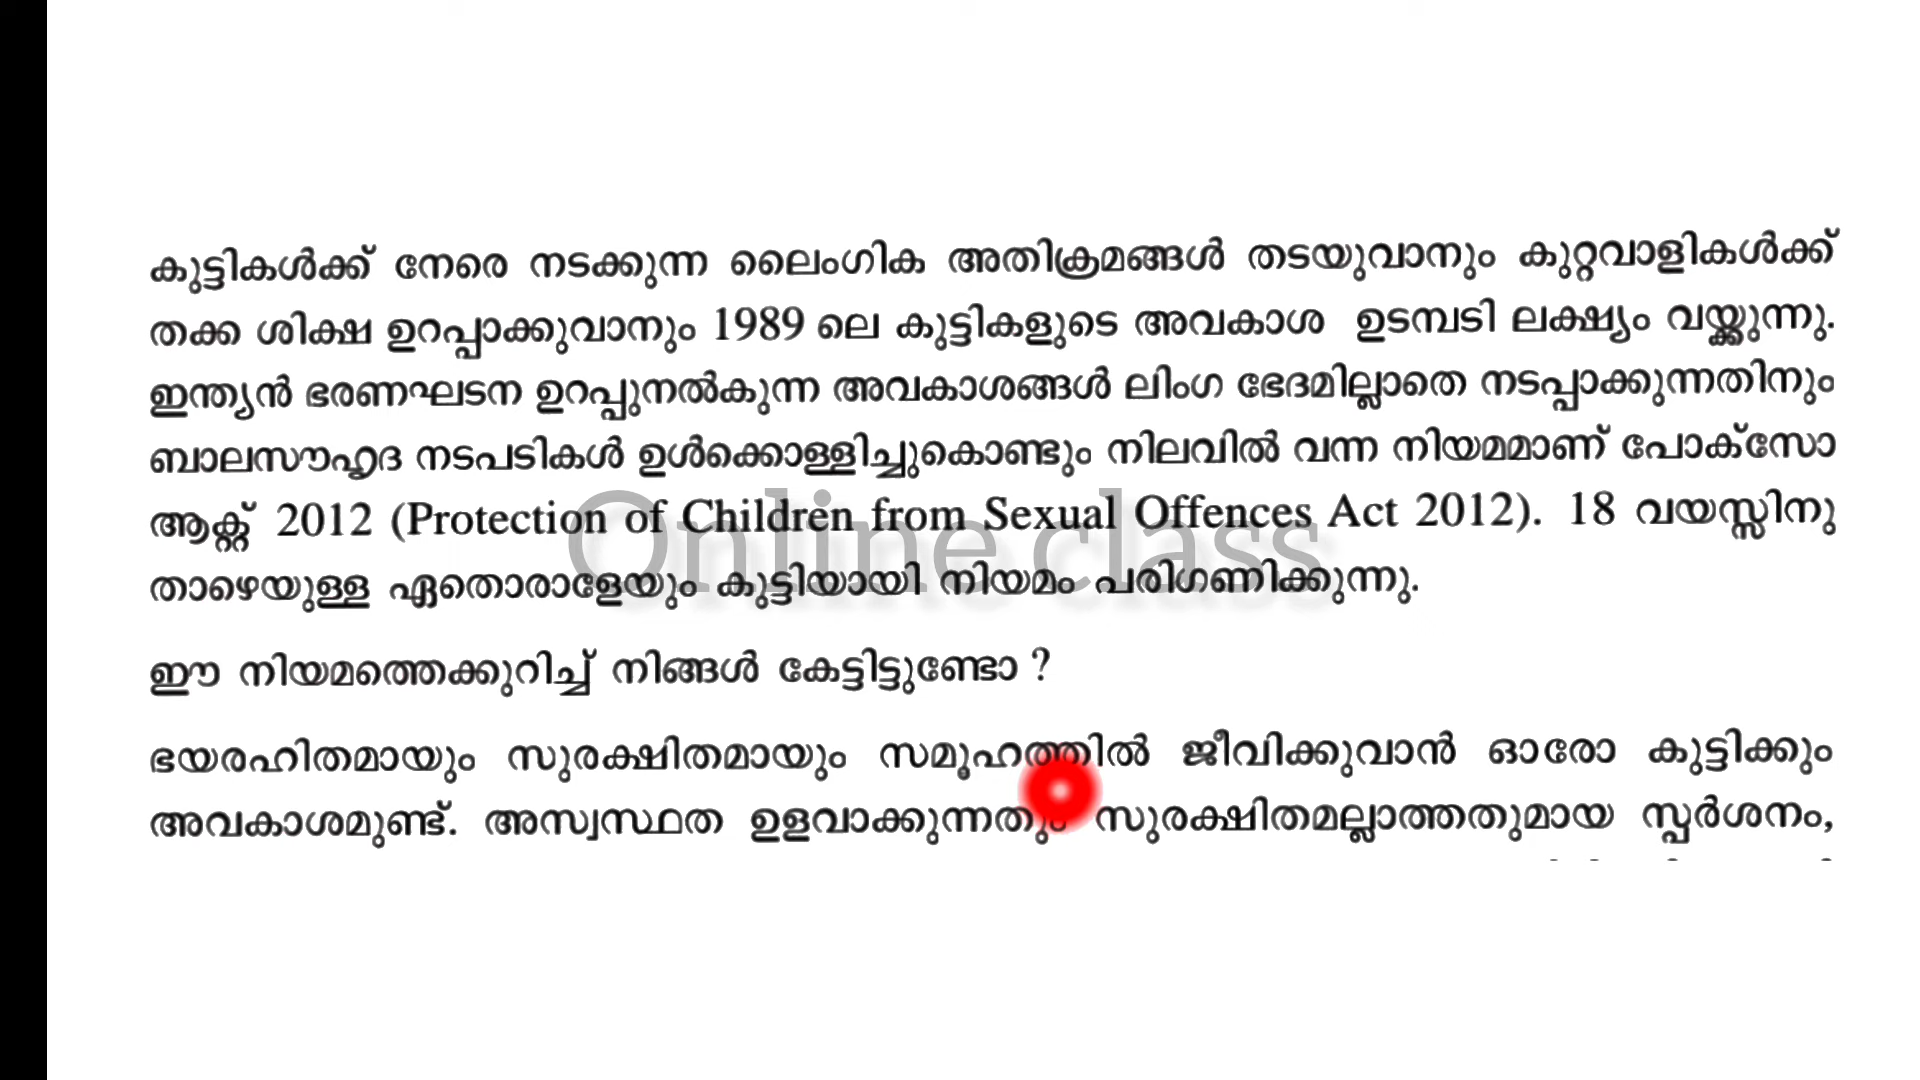 കുട്ടികൾക്ക് നേരെ നടക്കുന്ന ലൈംഗിക അതിക്രമങ്ങൾ തടയുവാനും കുറ്റവാളികൾക്ക്
തക്ക ശിക്ഷ ഉറപ്പാക്കുവാനും 1989 ലെ കുട്ടികളുടെ അവകാശ ഉടമ്പടി ലക്ഷ്യം വയ്ക്കുന്നു.
ഇന്ത്യൻ ഭരണഘടന ഉറപ്പുനൽകുന്ന അവകാശങ്ങൾ ലിംഗ ഭേദമില്ലാതെ നടപ്പാക്കുന്നതിനും
ബാലസൗഹൃദ നടപടികൾ ഉൾക്കൊള്ളിച്ചുകൊണ്ടും നിലവിൽ വന്ന നിയമമാണ് പോക്സോ
ആക്റ്റ് 2012 (Protection of Children from Sexual Offences Act 2012). 18 വയസ്സിനു
Online class
താഴെയുള്ള ഏതൊരാളേയും കുട്ടിയായി നിയമം പരിഗണിക്കുന്നു.
ഈ നിയമത്തെക്കുറിച്ച് നിങ്ങൾ കേട്ടിട്ടുണ്ടോ ?
ഭയരഹിതമായും സുരക്ഷിതമായും സമൂഹത്തിൽ ജീവിക്കുവാൻ ഓരോ കുട്ടിക്കും
അവകാശമുണ്ട്. അസ്വസ്ഥത ഉളവാക്കുന്നതും സുരക്ഷിതമല്ലാത്തതുമായ സ്പർശനം,